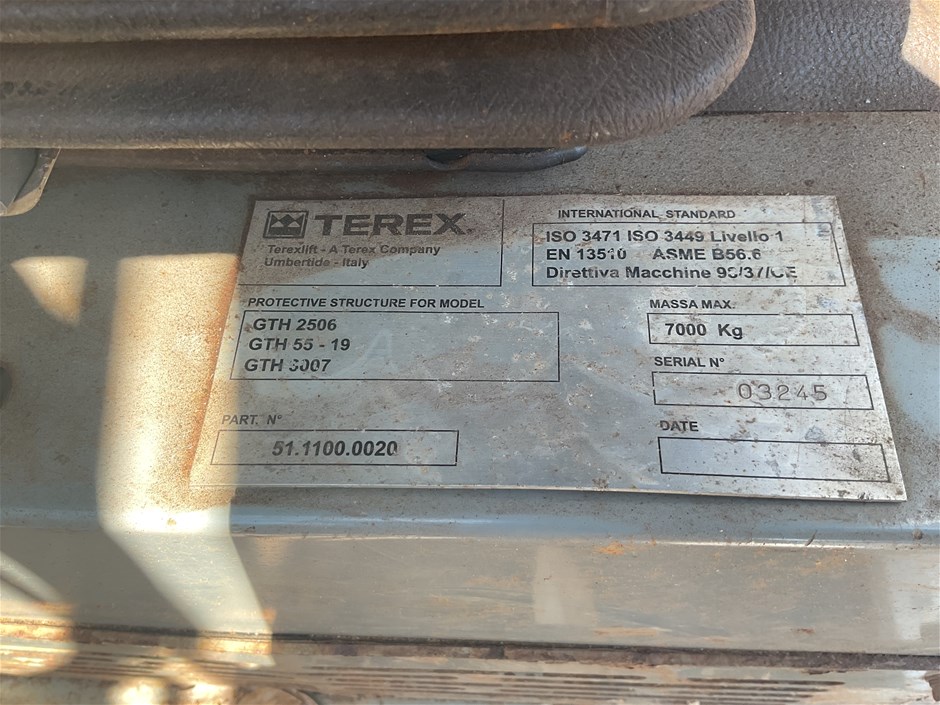 TEREX.
Terexlift - A Terex Company
Umbertide - Italy
INTERNATIONAL STANDARD
ISO 3471 ISO 3449 Livello 1
EN 13510 ASME B56.6
Direttiva Macchine 98/37/CE
PROTECTIVE STRUCTURE FOR MODEL
GTH 2506
GTH 55 - 19
GTH 3007
MASSA MAX.
7000 Kg
SERIAL N°
03245
PART. N°
51.1100.0020
DATE